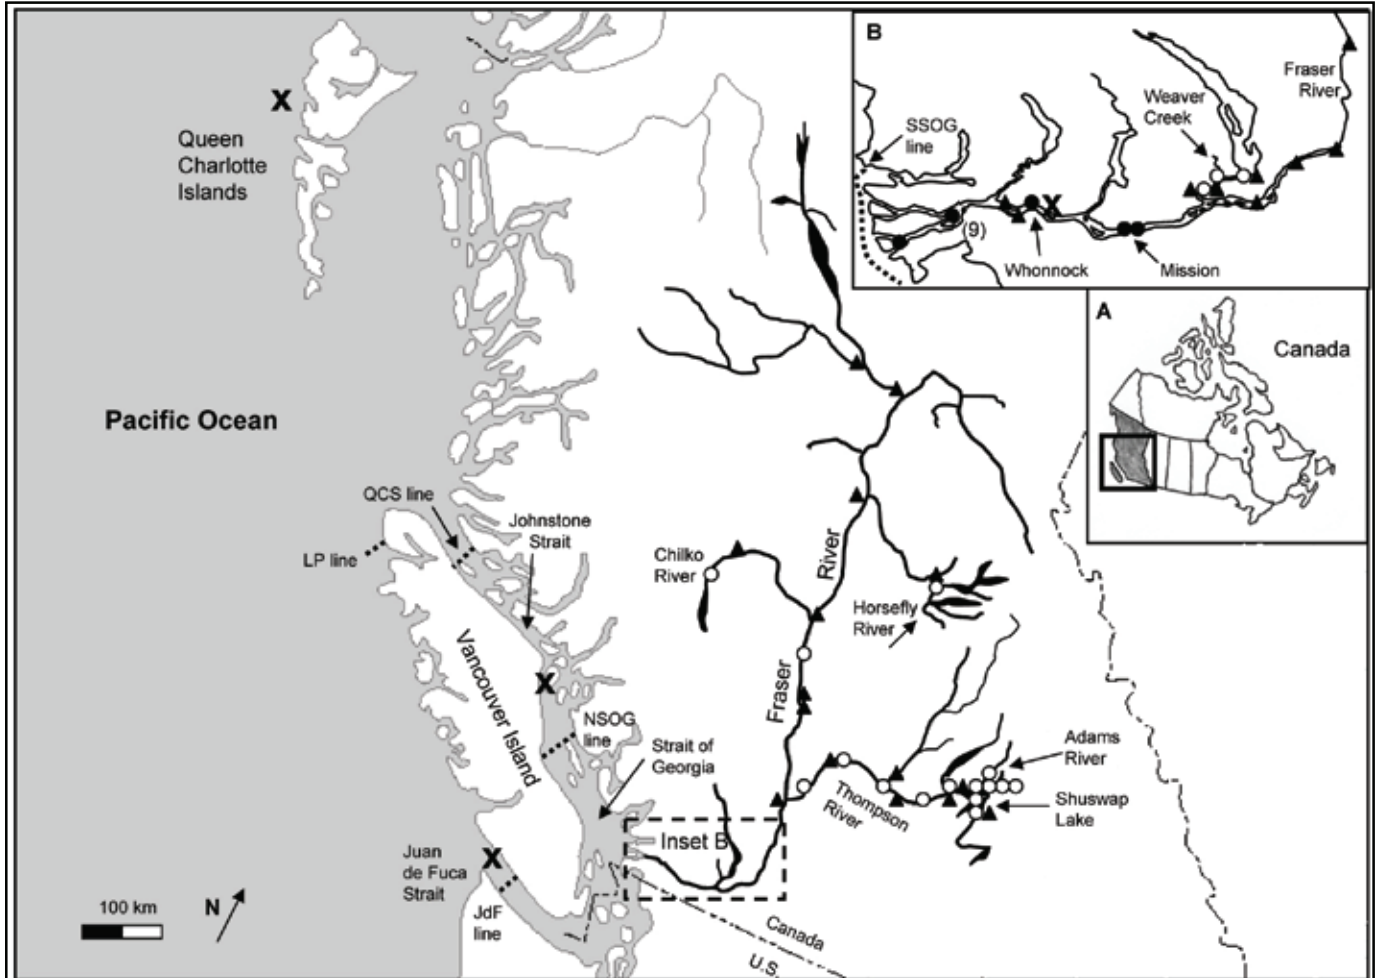 B
Fraser
River
Weaver
Creek
SSOG
line
X
(9)
Whonnock
Mission
A
Canada
X
Queen
Charlotte
Islands
Pacific Ocean
QCS line
Johnstone
Strait
LP line
Chilko
River
River
Horsefly
River
Vancouver Island
X
Fraser
NSOG
line
Strait of
Georgia
Adams
River
Thompson
River
Shuswap
Lake
Inset B
Juan
de Fuca
Strait
X
JdF
line
100 km
N
Canada
U.S.